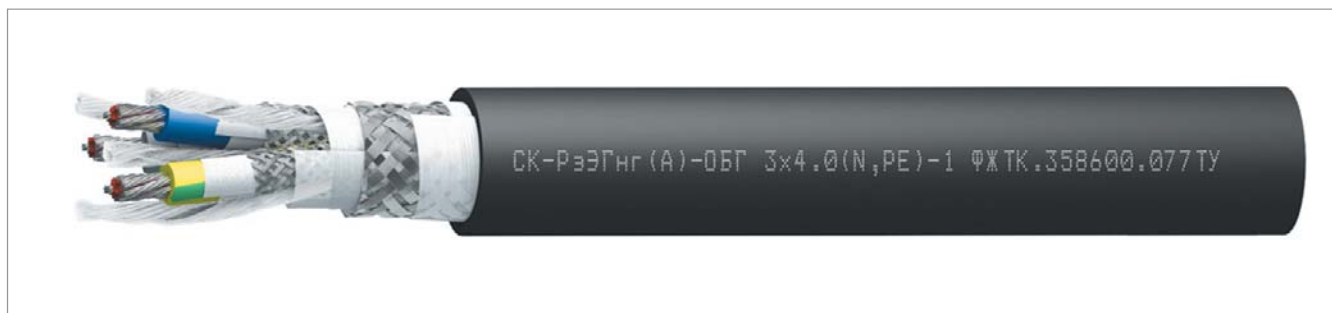 СК-РэЭГнг(А)-ОБГ 3х4.0(N,PE)-1 ФЖТК.358600.077ТУ